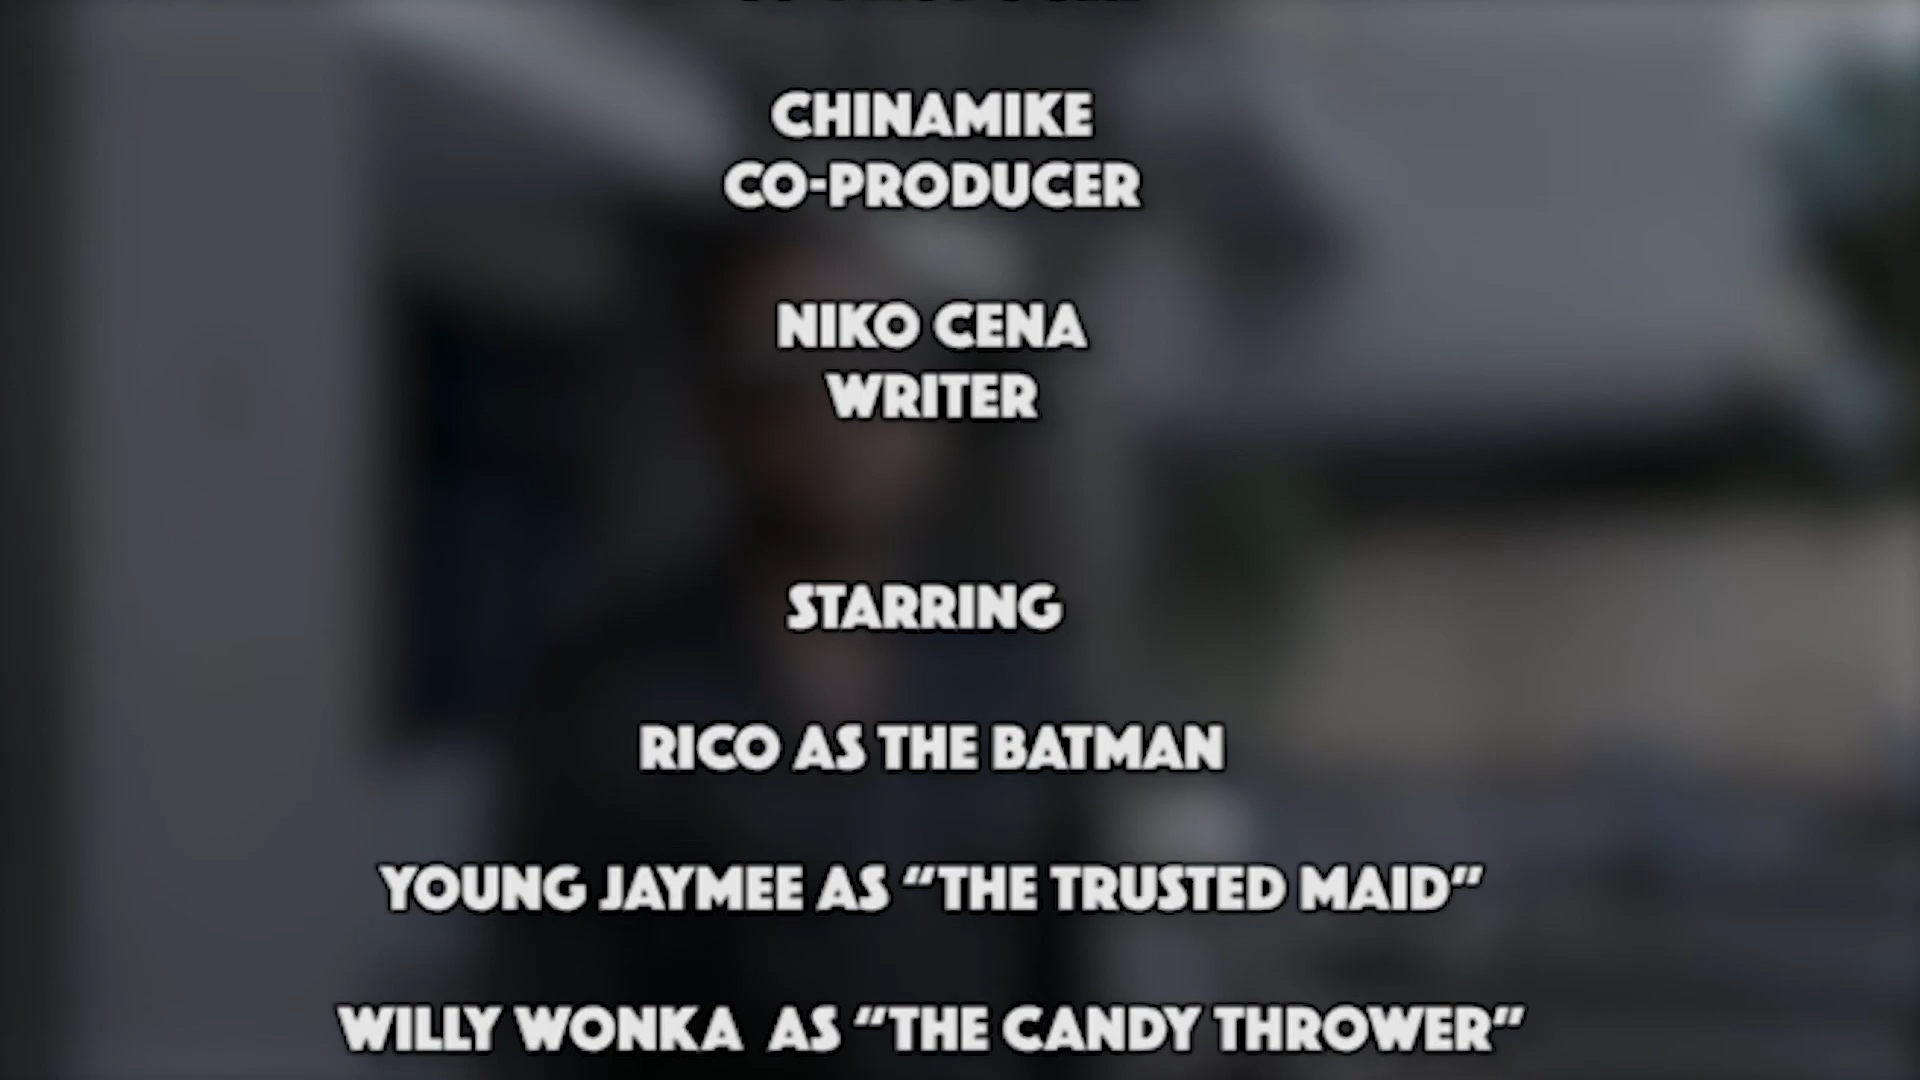 CHINAMIKE
CO-PRODUCER
NIKO CENA
WRITER
STARRING
RICO AS THE BATMAN
YOUNG JAYMEE AS “THE TRUSTED MAID”
WILLY WONKA AS “THE CANDY THROWER”